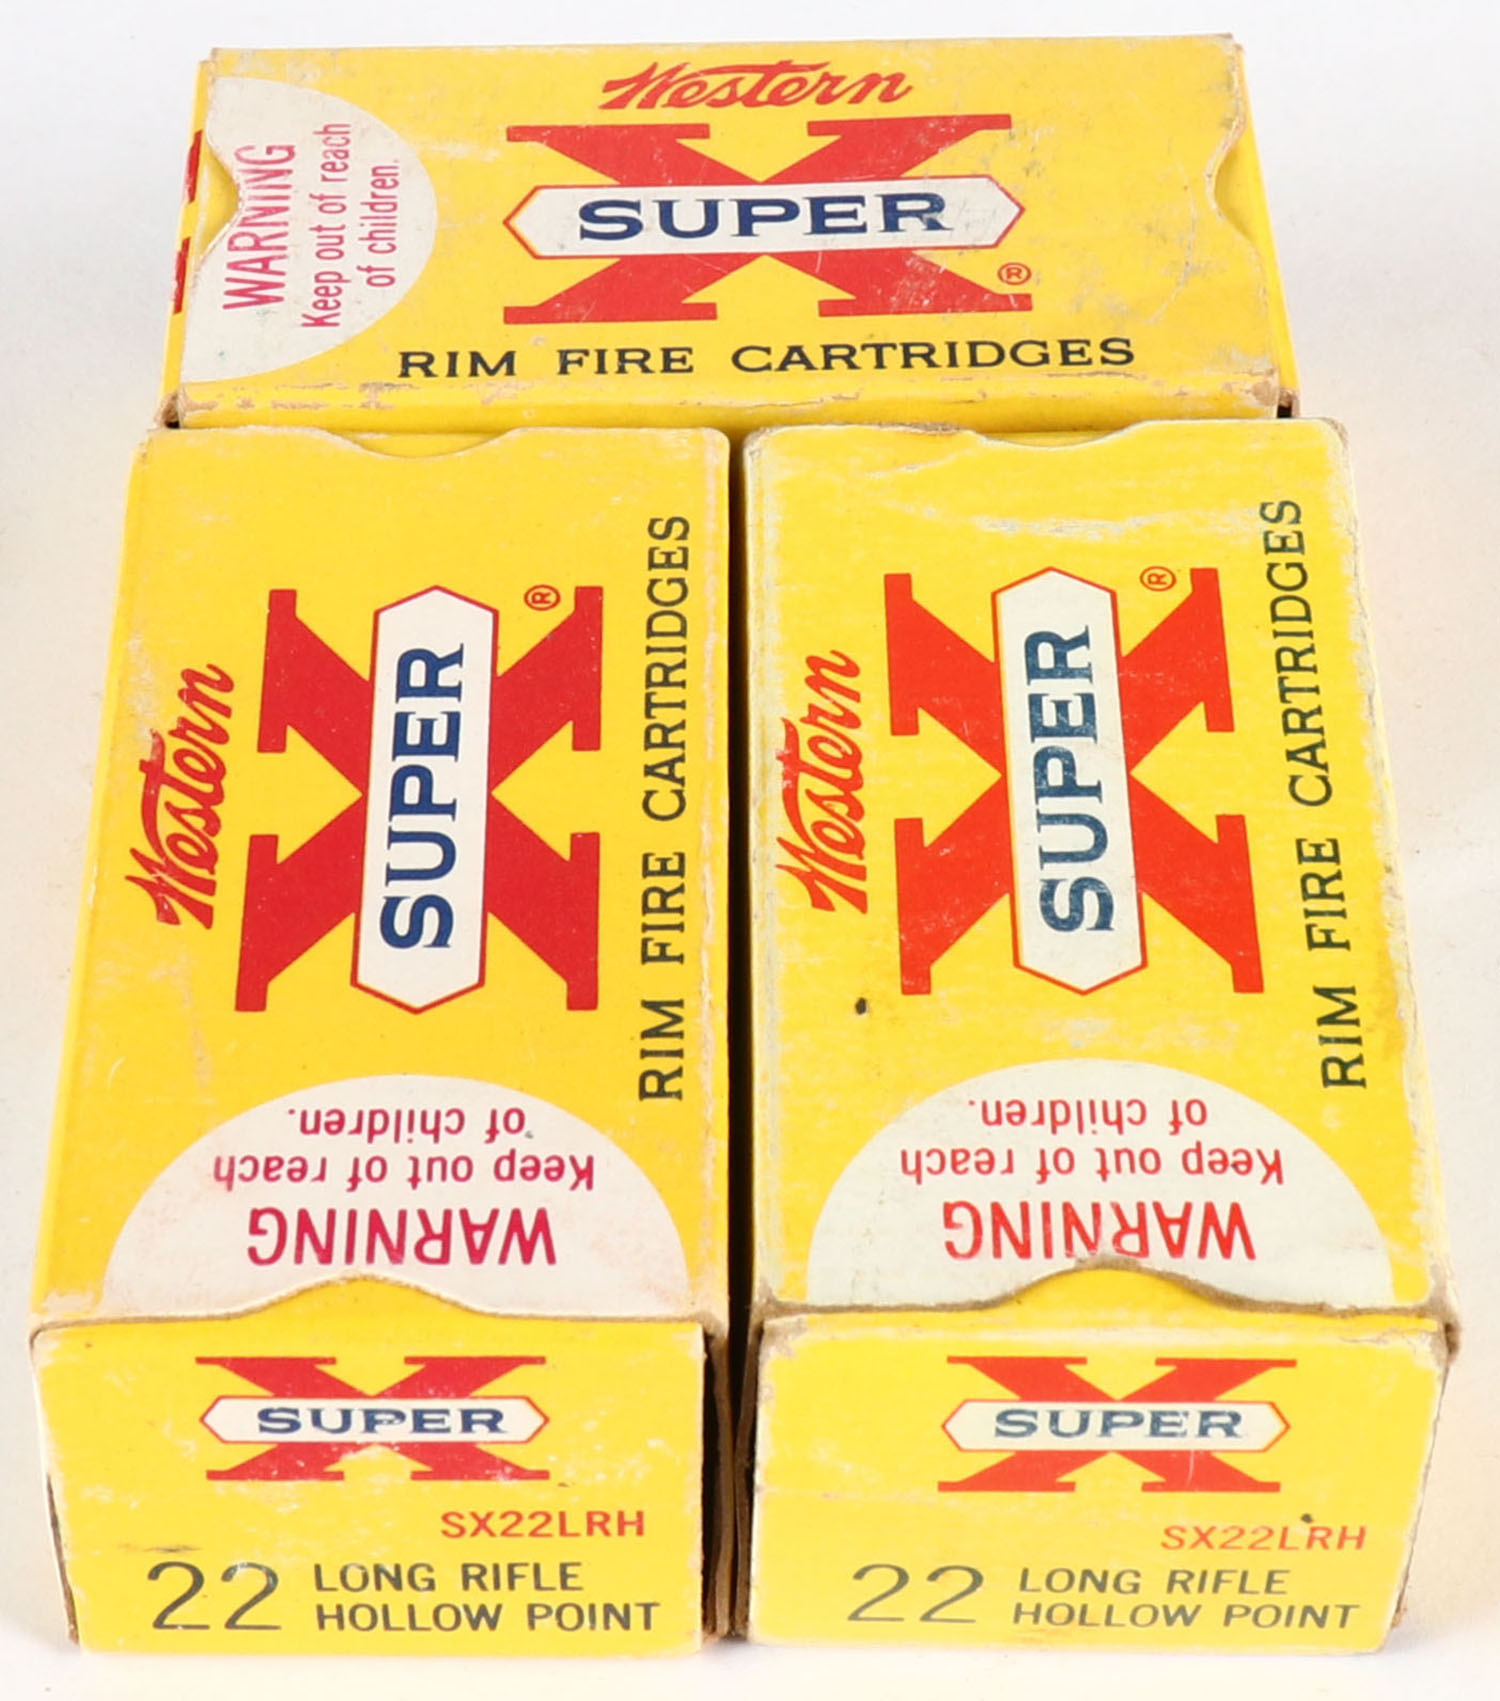 Western
X
SUPER
®
RIM FIRE CARTRIDGES
WARNING
Keep out of reach
of children.
Western
X
SUPER
®
RIM FIRE CARTRIDGES
WARNING
Keep out of reach
of children.
X
SUPER
SX22LRH
22 LONG RIFLE
HOLLOW POINT
Western
X
SUPER
®
RIM FIRE CARTRIDGES
WARNING
Keep out of reach
of children.
X
SUPER
SX22LRH
22 LONG RIFLE
HOLLOW POINT